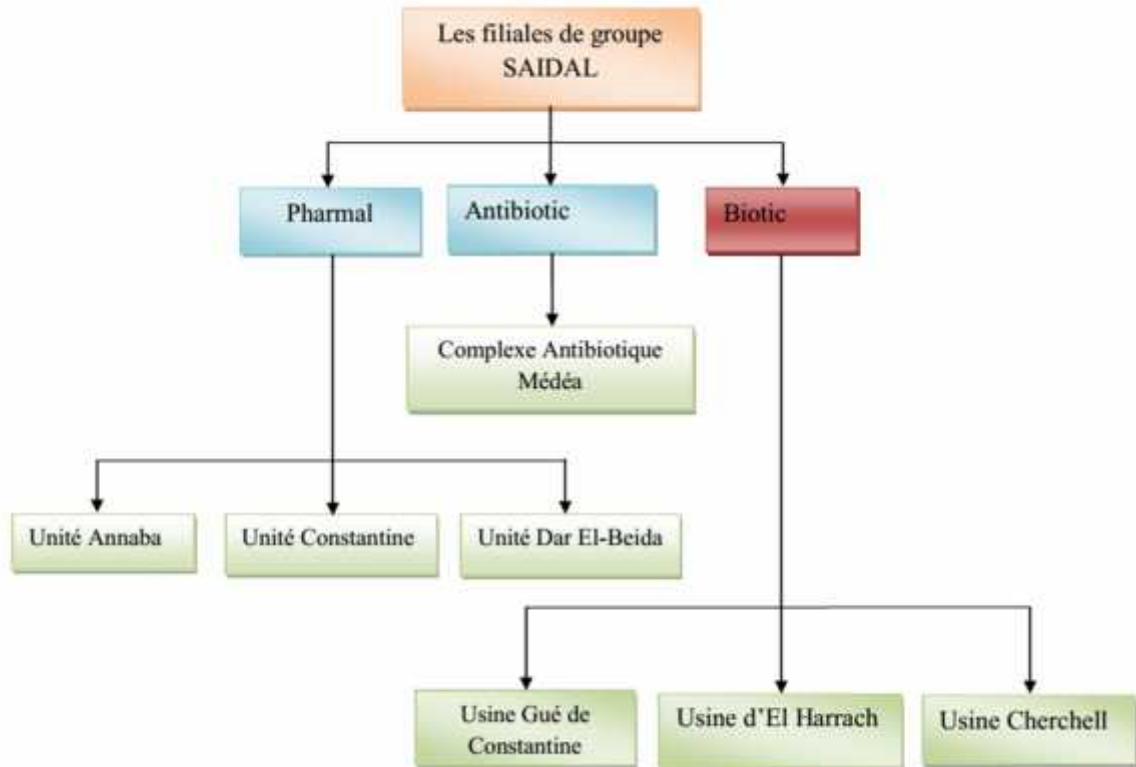 Les filiales de groupe
SAIDAL
Pharmal
Antibiotic
Biotic
Complexe Antibiotique
Médéa
Unité Annaba
Unité Constantine
Unité Dar El-Beida
Usine Gué de
Constantine
Usine d’El Harrach
Usine Cherchell